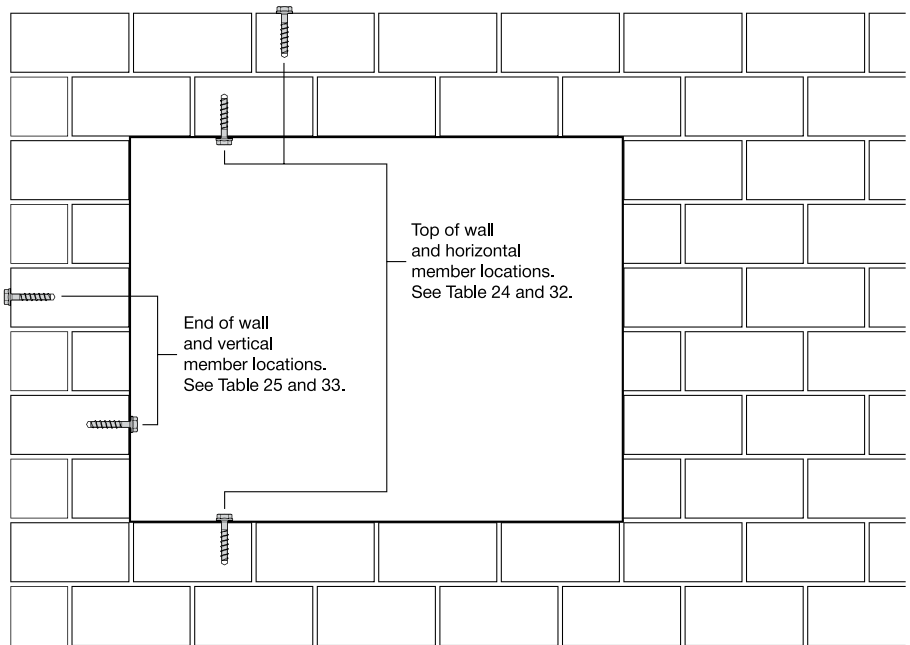 Top of wall
and horizontal
member locations.
See Table 24 and 32.
End of wall
and vertical
member locations.
See Table 25 and 33.